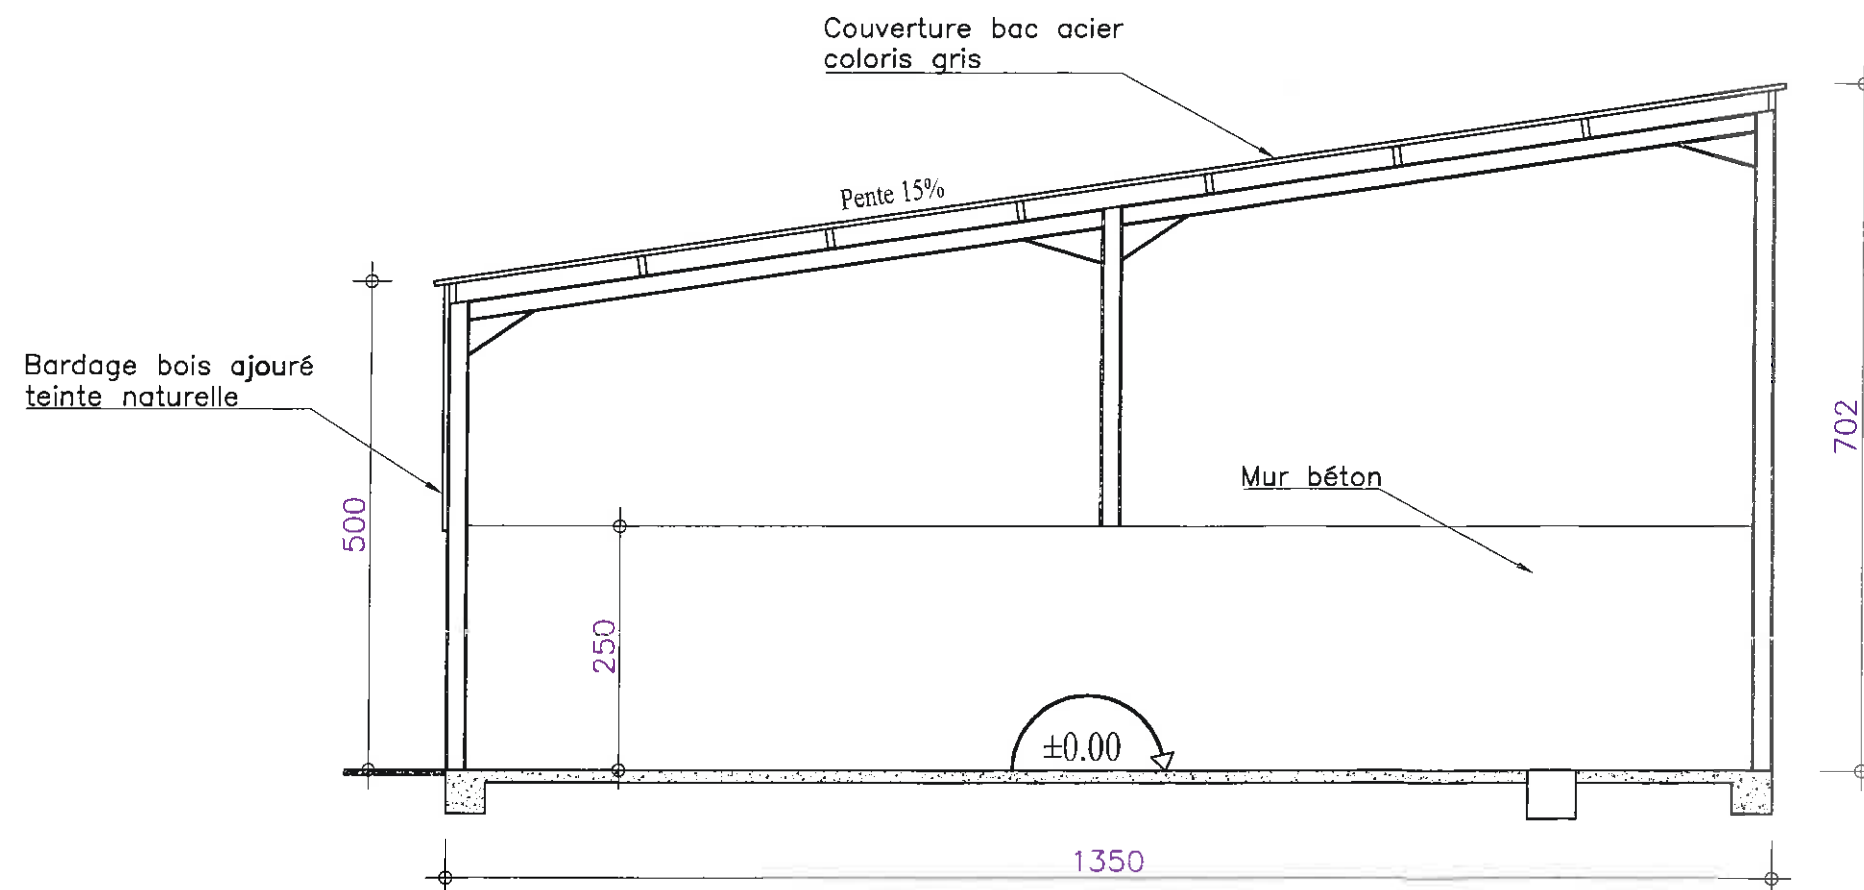 Couverture bac acier
coloris gris
Pente 15%
Bardage bois ajouré
teinte naturelle
702
Mur béton
500
250
±0.00
1350